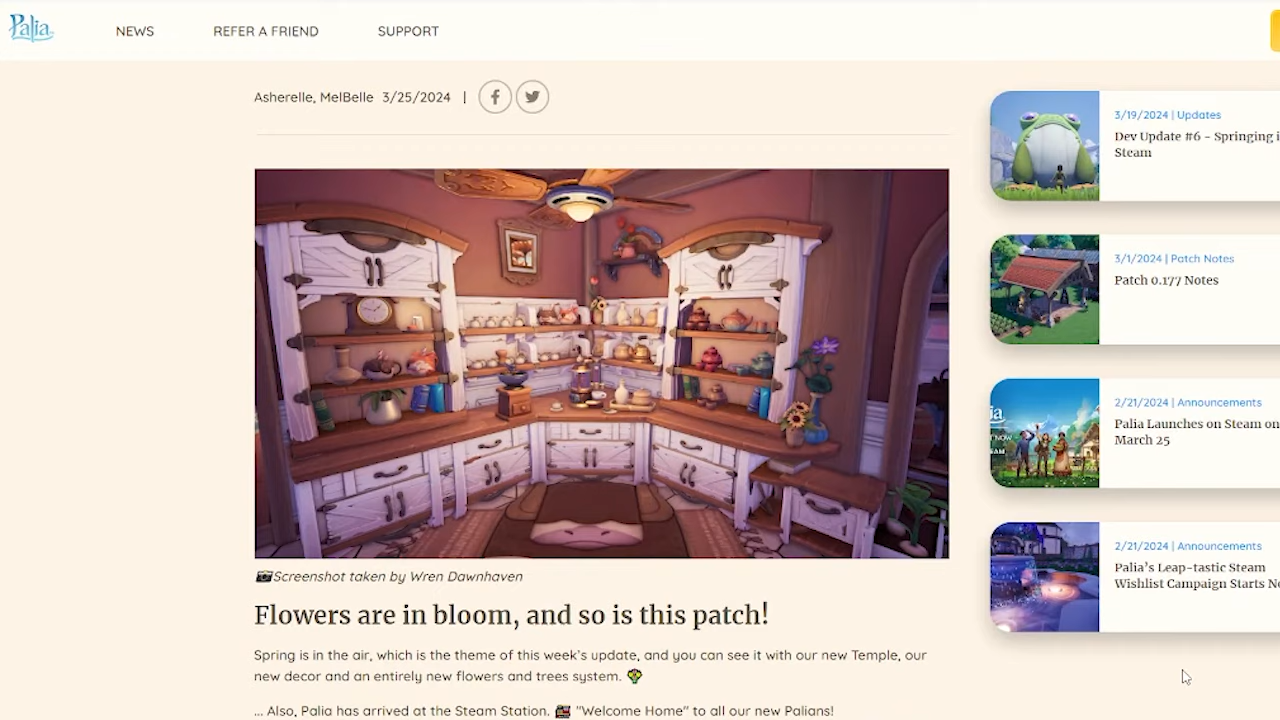 Palia
NEWS
REFER A FRIEND
SUPPORT
Asherelle, MelBelle 3/25/2024 |
Screenshot taken by Wren Dawnhaven
Flowers are in bloom, and so is this patch!
Spring is in the air, which is the theme of this week's update, and you can see it with our new Temple, our
new decor and an entirely new flowers and trees system.
... Also, Palia has arrived at the Steam Station. "Welcome Home" to all our new Palians!
3/19/2024 | Updates
Dev Update #6 - Springing i
Steam
3/1/2024 | Patch Notes
Patch 0.177 Notes
2/21/2024 | Announcements
Palia Launches on Steam on
March 25
2/21/2024 | Announcements
Palia's Leap-tastic Steam
Wishlist Campaign Starts No